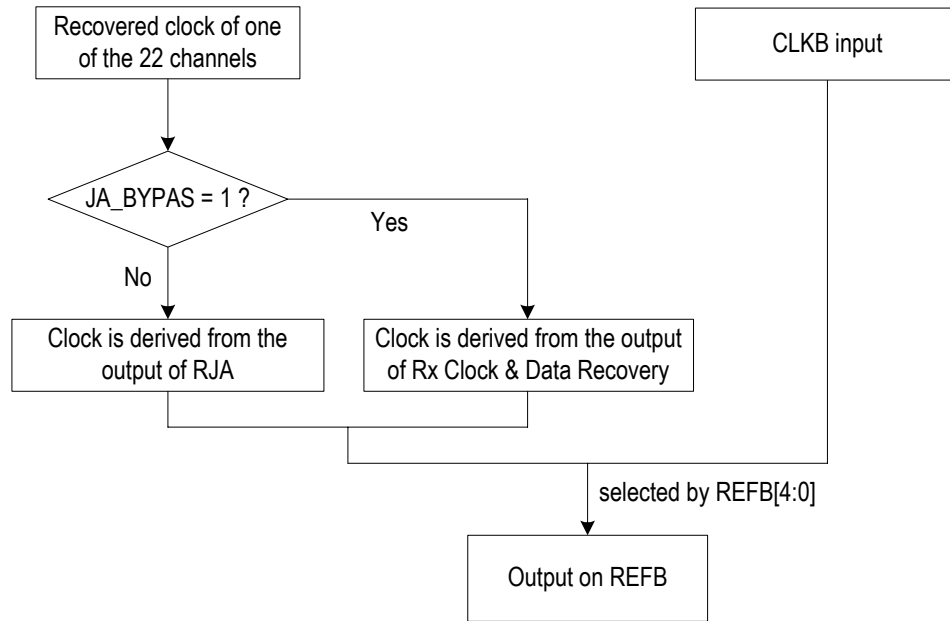 Recovered clock of one
of the 22 channels
CLKB input
JA_BYPAS = 1 ?
Yes
No
Clock is derived from the
output of RJA
Clock is derived from the output
of Rx Clock & Data Recovery
selected by REFB[4:0]
Output on REFB